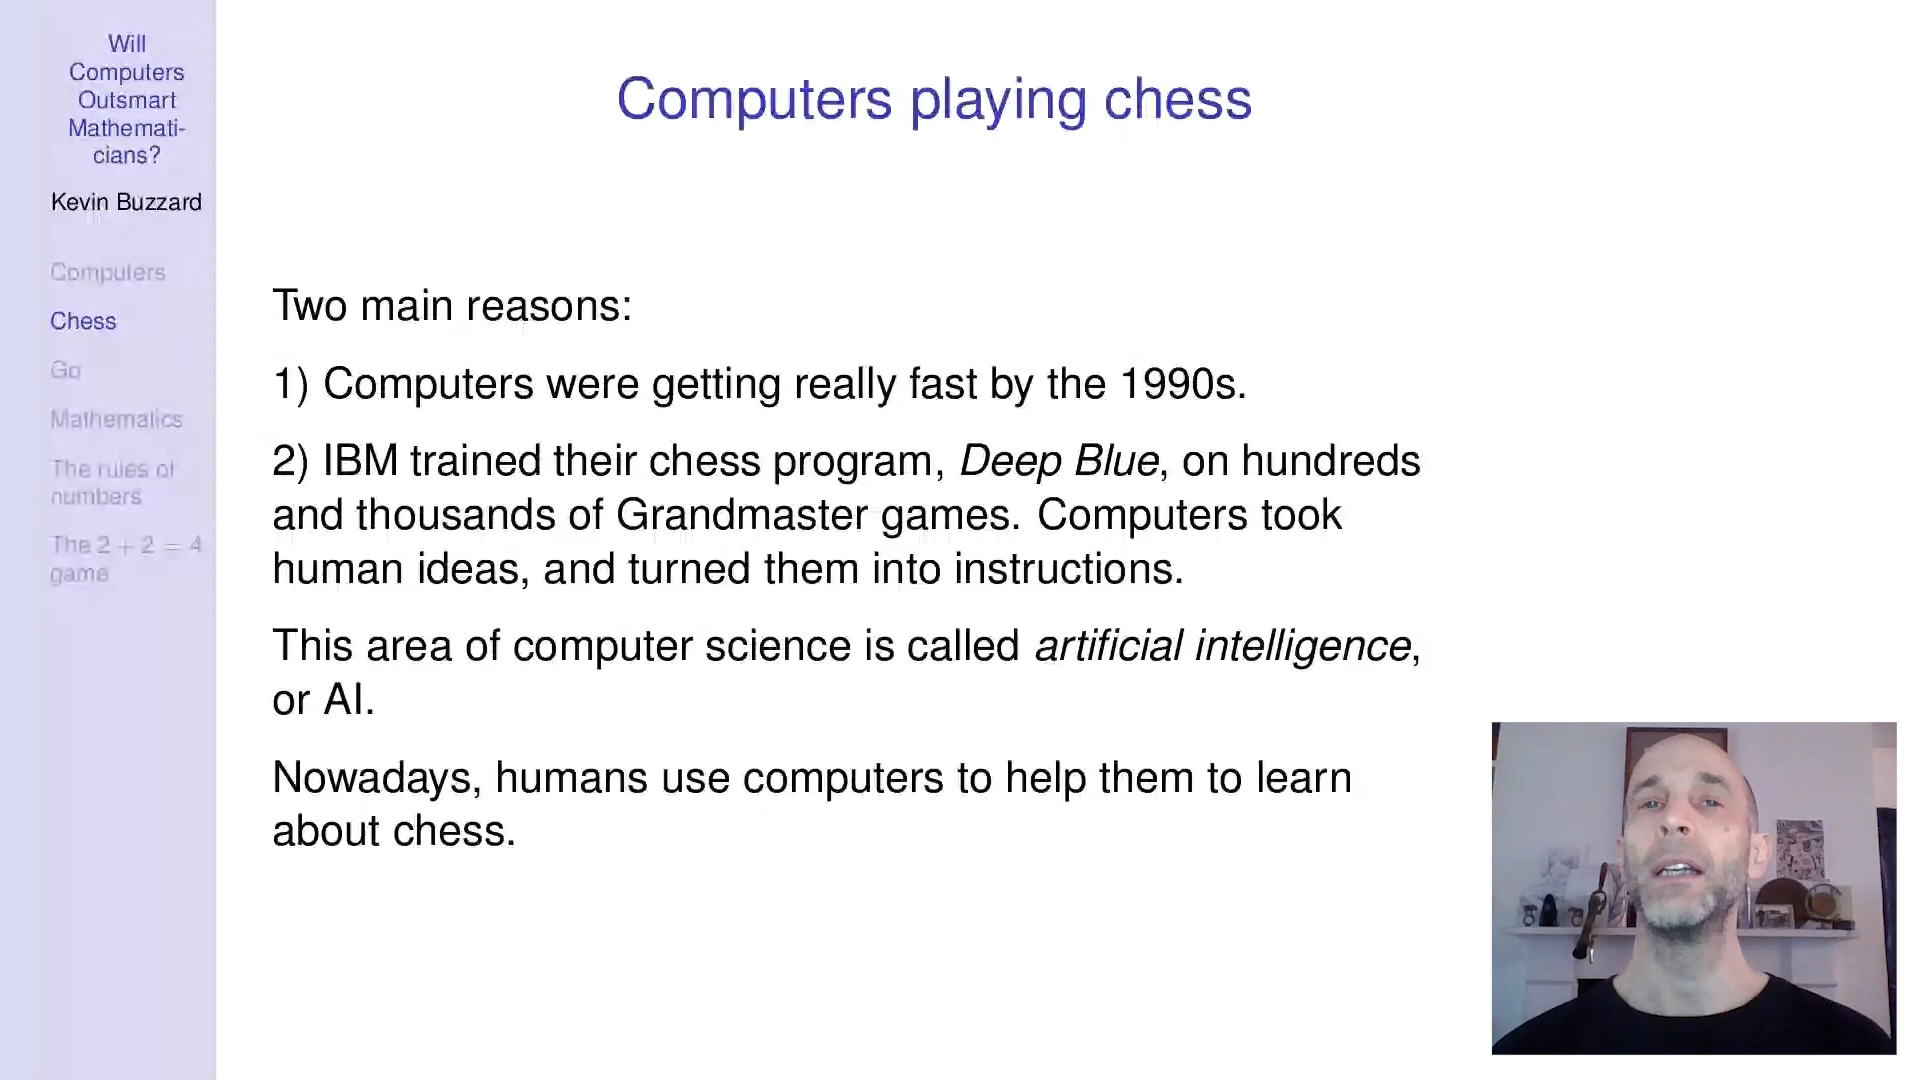 Will
Computers
Outsmart
Mathemati-
cians?
Kevin Buzzard
Computers
Chess
Go
Mathematics
The rules of
numbers
The 2 + 2 = 4
game
Computers playing chess
Two main reasons:
1) Computers were getting really fast by the 1990s.
2) IBM trained their chess program, Deep Blue, on hundreds
and thousands of Grandmaster games. Computers took
human ideas, and turned them into instructions.
This area of computer science is called artificial intelligence,
or AI.
Nowadays, humans use computers to help them to learn
about chess.